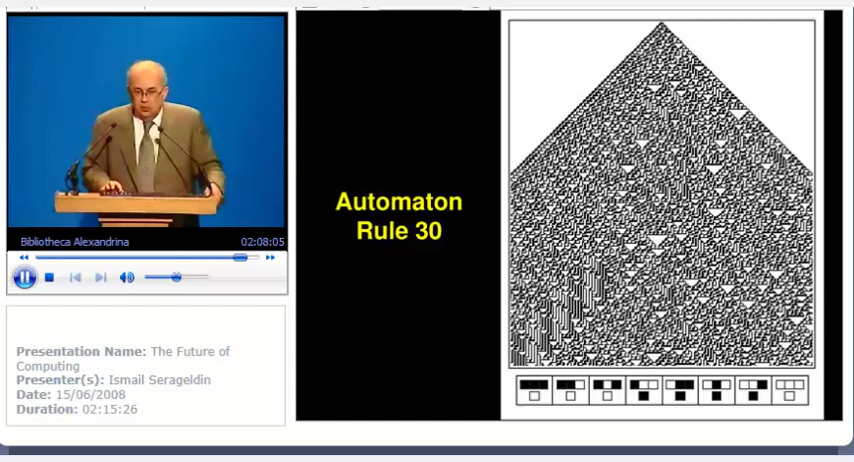 Automaton
Rule 30
Bibliotheca Alexandrina 02:08:05
Presentation Name: The Future of
Computing
Presenter(s): Ismail Serageldin
Date: 15/06/2008
Duration: 02:15:26